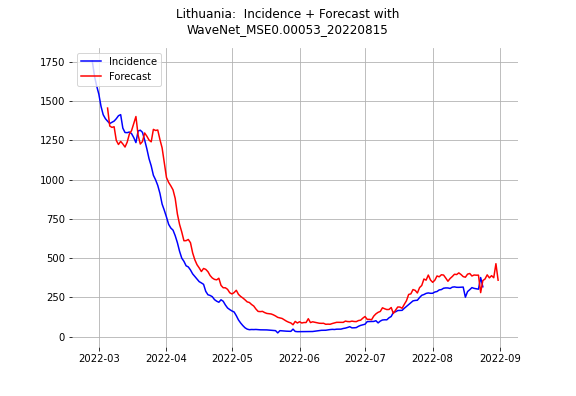 Lithuania:  Incidence + Forecast with
WaveNet_MSE0.00053_20220815
Incidence
Forecast
1750
1500
1250
1000
750
500
250
0
2022-03 2022-04 2022-05 2022-06 2022-07 2022-08 2022-09